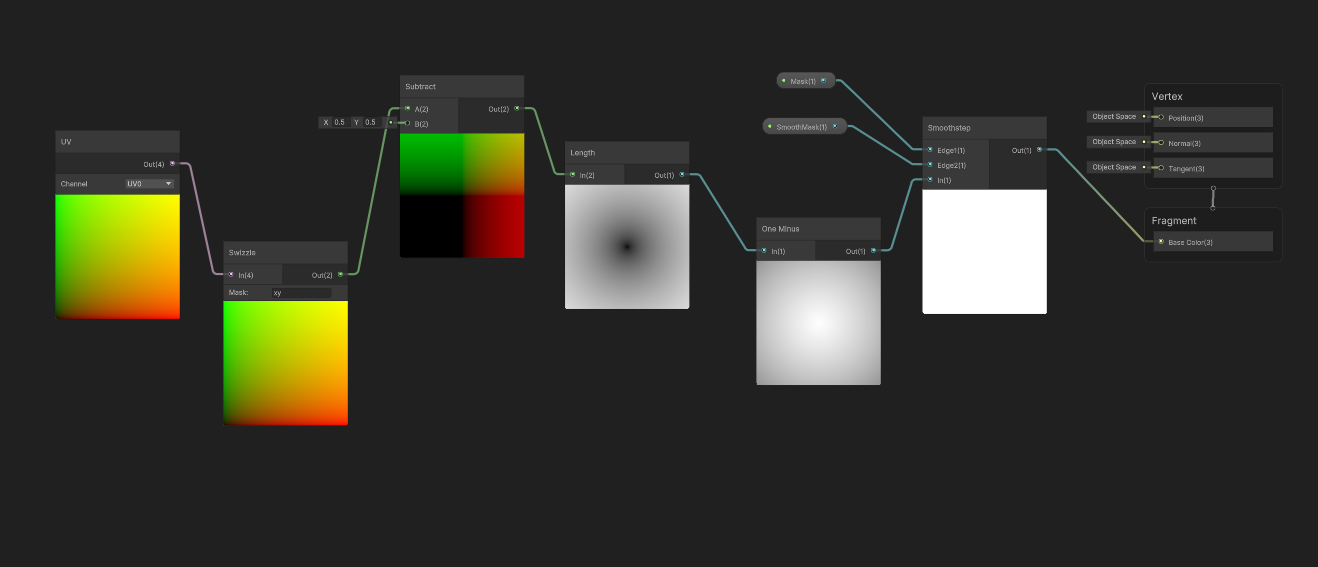 UV
Out(4)
Channel UV0
Swizzle
In(4) Out(2)
Mask: xy
X 0.5 Y 0.5
Subtract
A(2) Out(2)
B(2)
Length
In(2) Out(1)
One Minus
In(1) Out(1)
Mask(1)
SmoothMask(1)
Smoothstep
Edge1(1) Out(1)
Edge2(1)
In(1)
Vertex
Object Space Position(3)
Object Space Normal(3)
Object Space Tangent(3)
Fragment
Base Color(3)